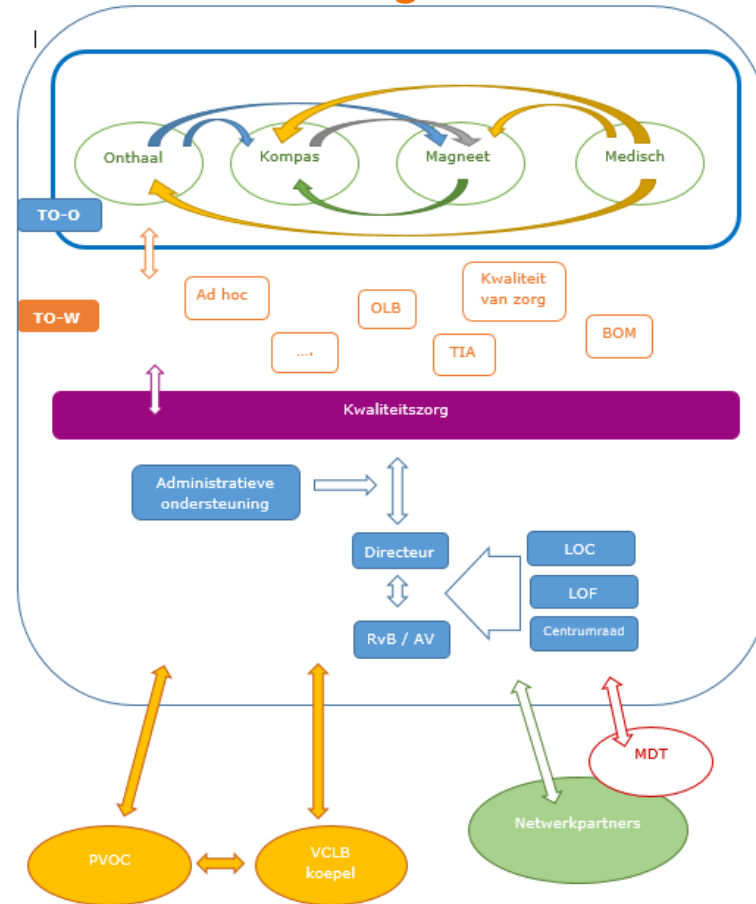 Onthaal
Kompas
Magneet
Medisch
TO-O
Ad hoc
OLB
Kwaliteit
van zorg
TO-W
….
TIA
BOM
Kwaliteitszorg
Administratieve
ondersteuning
Directeur
LOC
LOF
RvB / AV
Centrumraad
MDT
Netwerkpartners
PVOC
VCLB
koepel